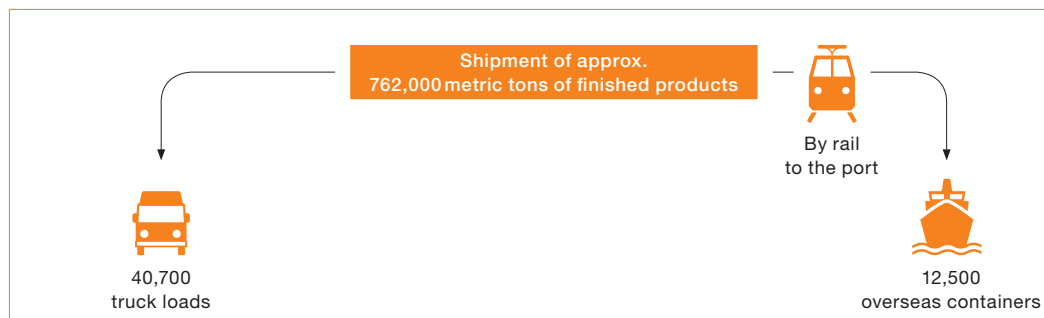 Shipment of approx.
762,000 metric tons of finished products
By rail
to the port
40,700
truck loads
12,500
overseas containers